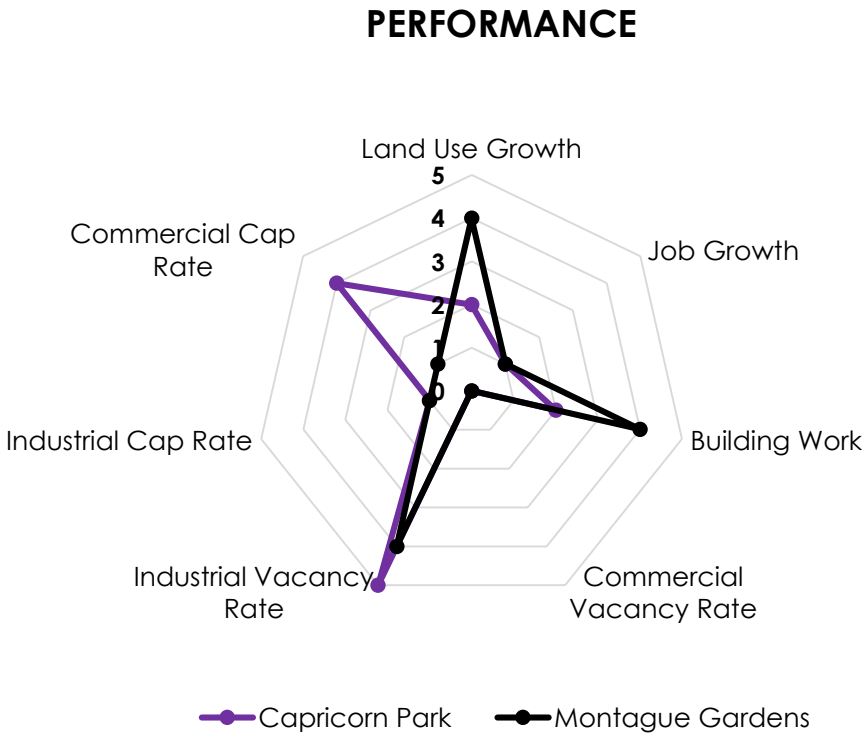 PERFORMANCE
Land Use Growth
5
4
3
2
1
0
Job Growth
Building Work
Commercial
Vacancy Rate
Industrial Vacancy
Rate
Industrial Cap Rate
Commercial Cap
Rate
Capricorn Park
Montague Gardens